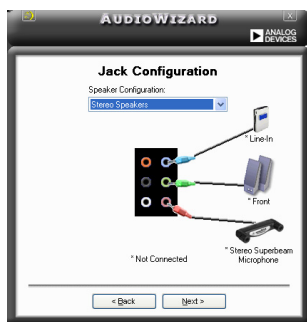 AUDIOWIZARD
X
ANALOG
DEVICES
Jack Configuration
Speaker Configuration:
Stereo Speakers
* Line-In
* Front
* Stereo Superbeam
Microphone
* Not Connected
< Back
Next >